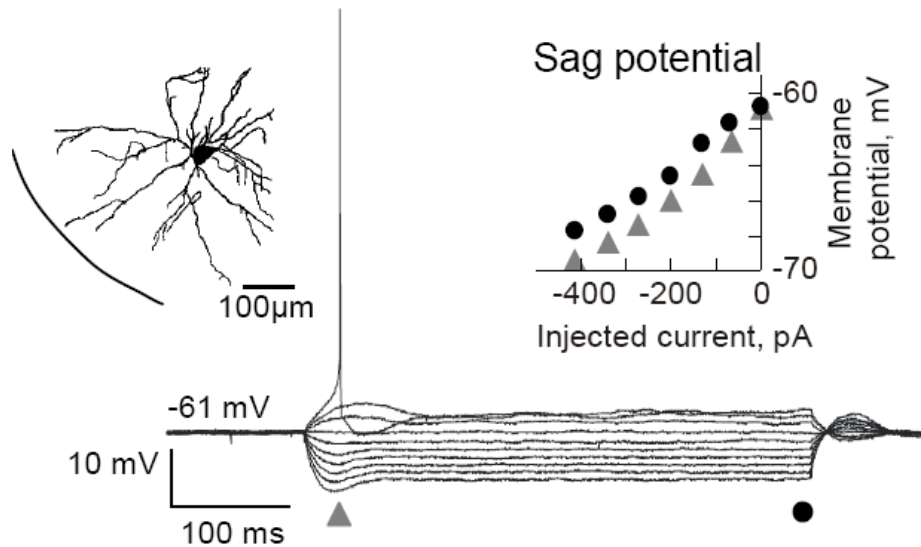 Sag potential
-60
Membrane
potential, mV
-70
-400
-200
0
Injected current, pA
100µm
-61 mV
10 mV
100 ms